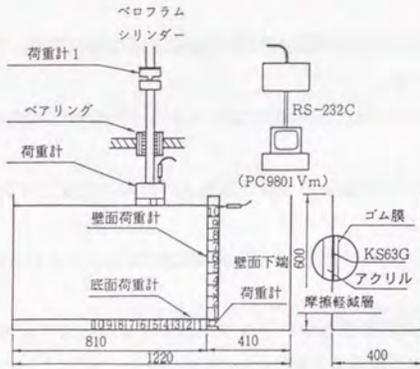 ベロフラム
シリンダー
荷重計1
ベアリング
荷重計
RS-232C
(PC9801Vm)
壁面荷重計
壁面下端
荷重計
底面荷重計
600
ゴム膜
KS63G
アクリル
摩擦軽減層
810
410
1220
400